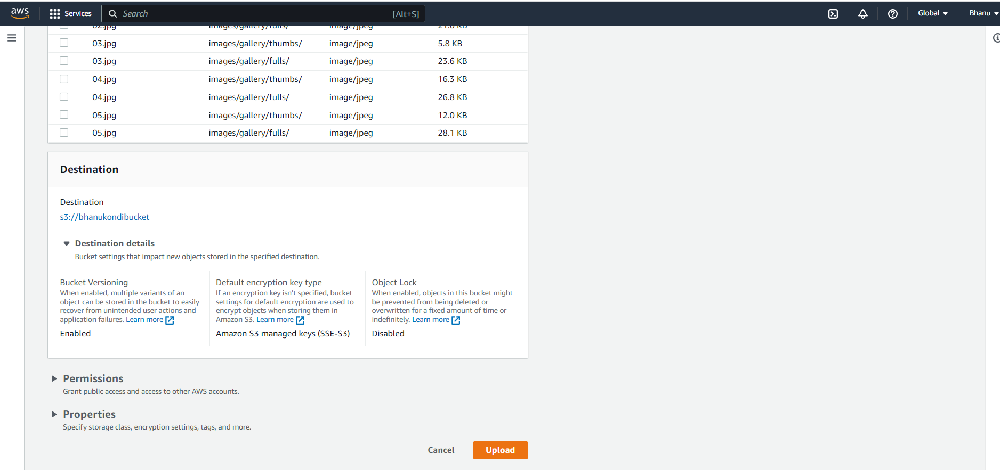 aws Services Search [Alt+S] Global Bhanu
02.jpg images/gallery/fulls/ 21.6 KB
03.jpg images/gallery/thumbs/ image/jpeg 5.8 KB
03.jpg images/gallery/fulls/ image/jpeg 23.6 KB
04.jpg images/gallery/thumbs/ image/jpeg 16.3 KB
04.jpg images/gallery/fulls/ image/jpeg 26.8 KB
05.jpg images/gallery/thumbs/ image/jpeg 12.0 KB
05.jpg images/gallery/fulls/ image/jpeg 28.1 KB
Destination
Destination
s3://bhanukondibucket
Destination details
Bucket settings that impact new objects stored in the specified destination.
Bucket Versioning
When enabled, multiple variants of an
object can be stored in the bucket to easily
recover from unintended user actions and
application failures. Learn more
Enabled
Default encryption key type
If an encryption key isn't specified, bucket
settings for default encryption are used to
encrypt objects when storing them in
Amazon S3. Learn more
Amazon S3 managed keys (SSE-S3)
Object Lock
When enabled, objects in this bucket might
be prevented from being deleted or
overwritten for a fixed amount of time or
indefinitely. Learn more
Disabled
Permissions
Grant public access and access to other AWS accounts.
Properties
Specify storage class, encryption settings, tags, and more.
Cancel Upload